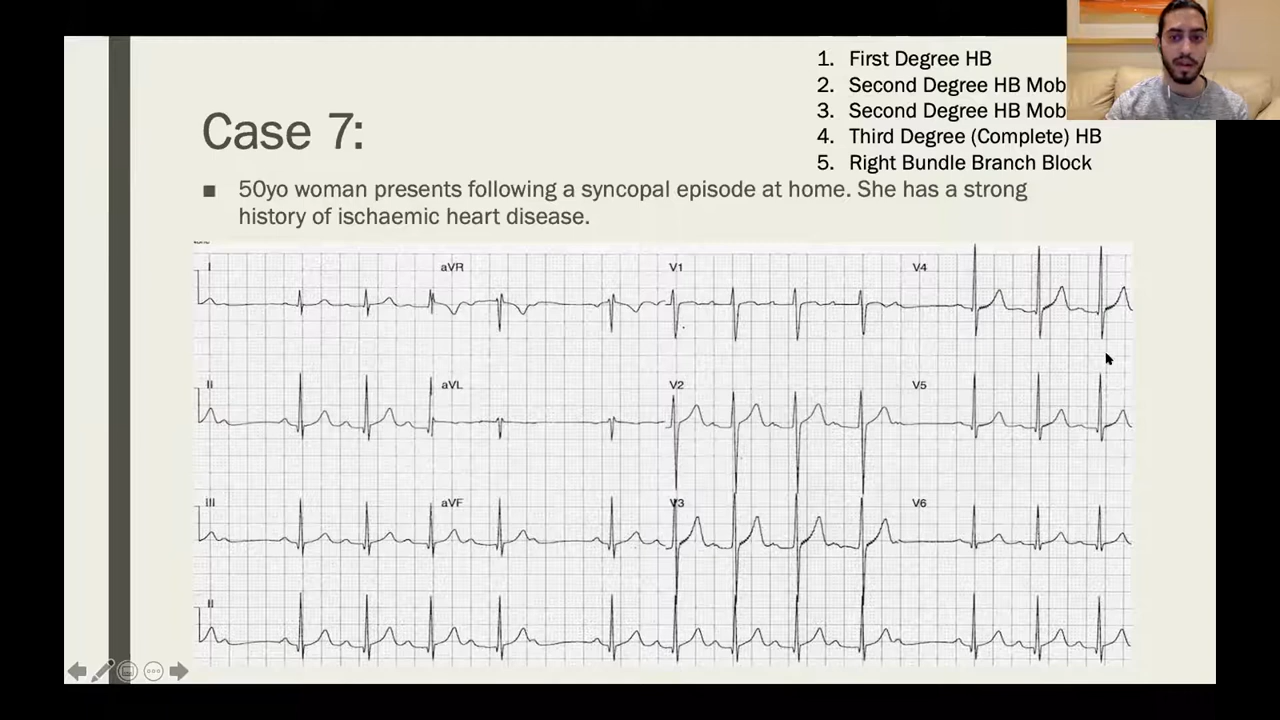 1. First Degree HB
2. Second Degree HB Mob
3. Second Degree HB Mob
4. Third Degree (Complete) HB
5. Right Bundle Branch Block
Case 7:
■ 50yo woman presents following a syncopal episode at home. She has a strong
history of ischaemic heart disease.
I aVR V1 V4
II aVL V2 V5
III aVF V3 V6
II